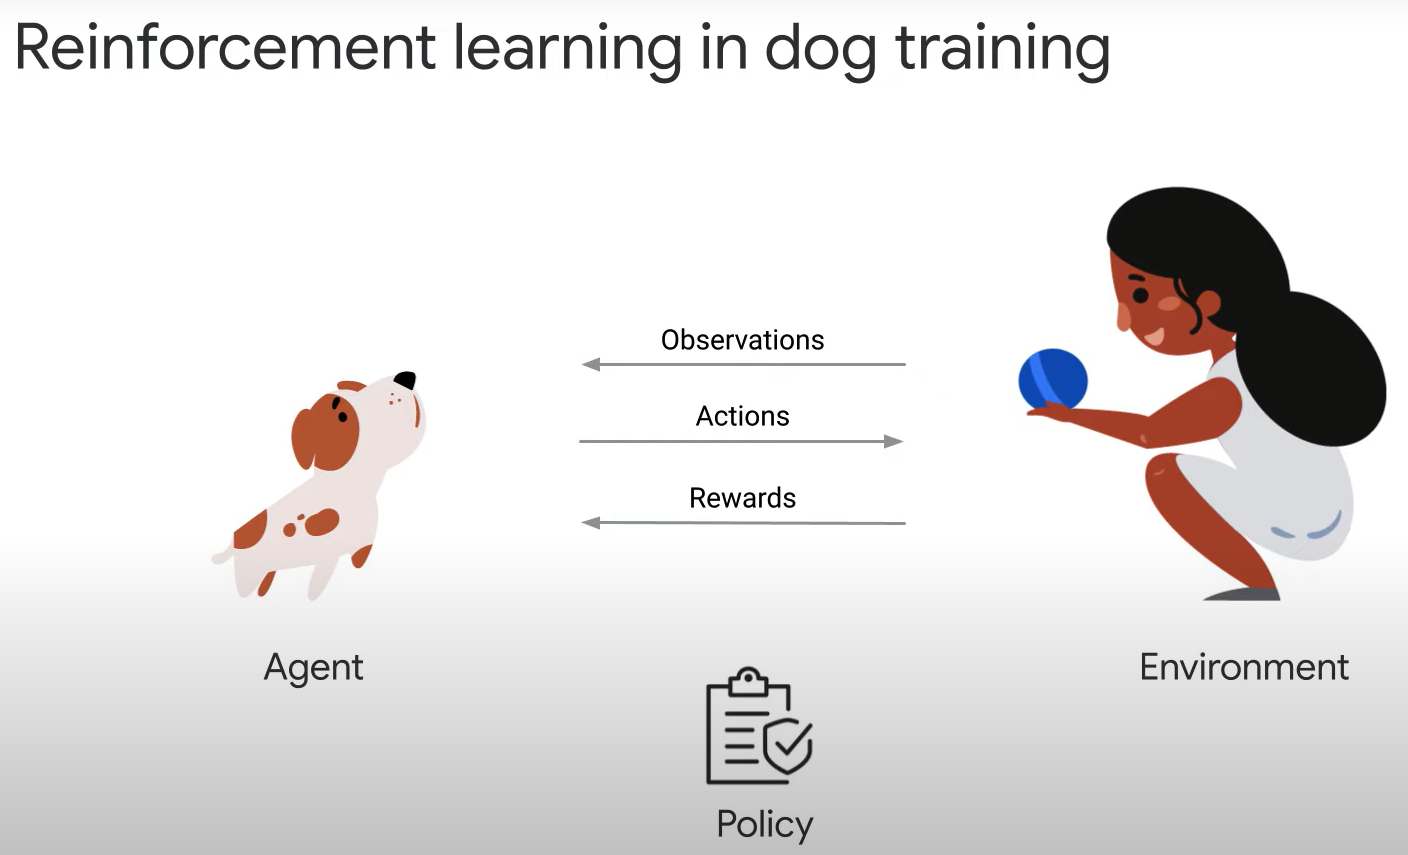 Reinforcement learning in dog training
Observations
Actions
Rewards
Agent
Environment
Policy